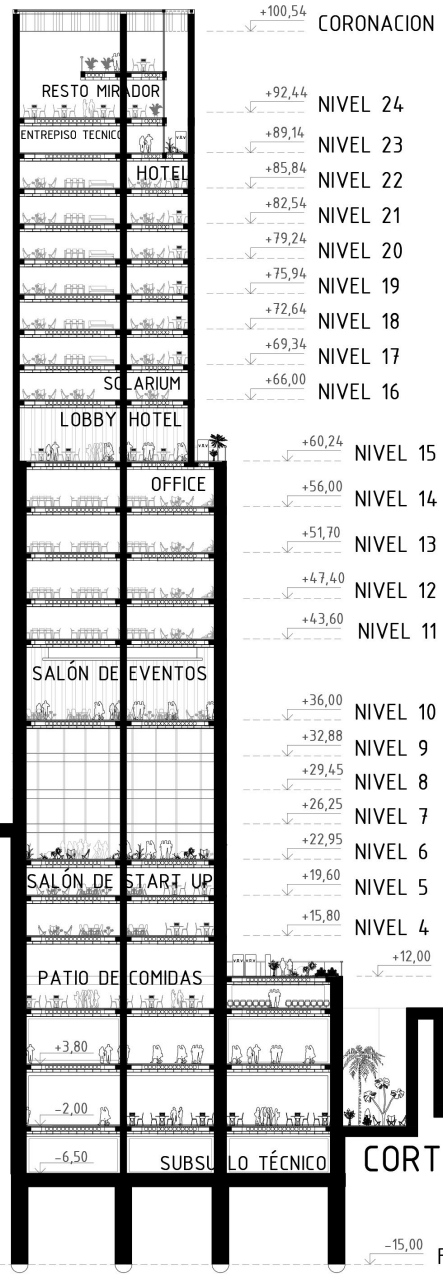 +100,54 CORONACION
RESTO MIRADOR
+92,44 NIVEL 24
ENTREPISO TECNICO
+89,14 NIVEL 23
HOTEL
+85,84 NIVEL 22
+82,54 NIVEL 21
+79,24 NIVEL 20
+75,94 NIVEL 19
+72,64 NIVEL 18
+69,34 NIVEL 17
SOLARIUM
+66,00 NIVEL 16
LOBBY HOTEL
+60,24 NIVEL 15
OFFICE
+56,00 NIVEL 14
+51,70 NIVEL 13
+47,40 NIVEL 12
+43,60 NIVEL 11
SALÓN DE EVENTOS
+36,00 NIVEL 10
+32,88 NIVEL 9
+29,45 NIVEL 8
+26,25 NIVEL 7
+22,95 NIVEL 6
SALÓN DE START UP
+19,60 NIVEL 5
+15,80 NIVEL 4
+12,00
PATIO DE COMIDAS
+3,80
-2,00
-6,50
SUBSUELO TÉCNICO
CORT
-15,00